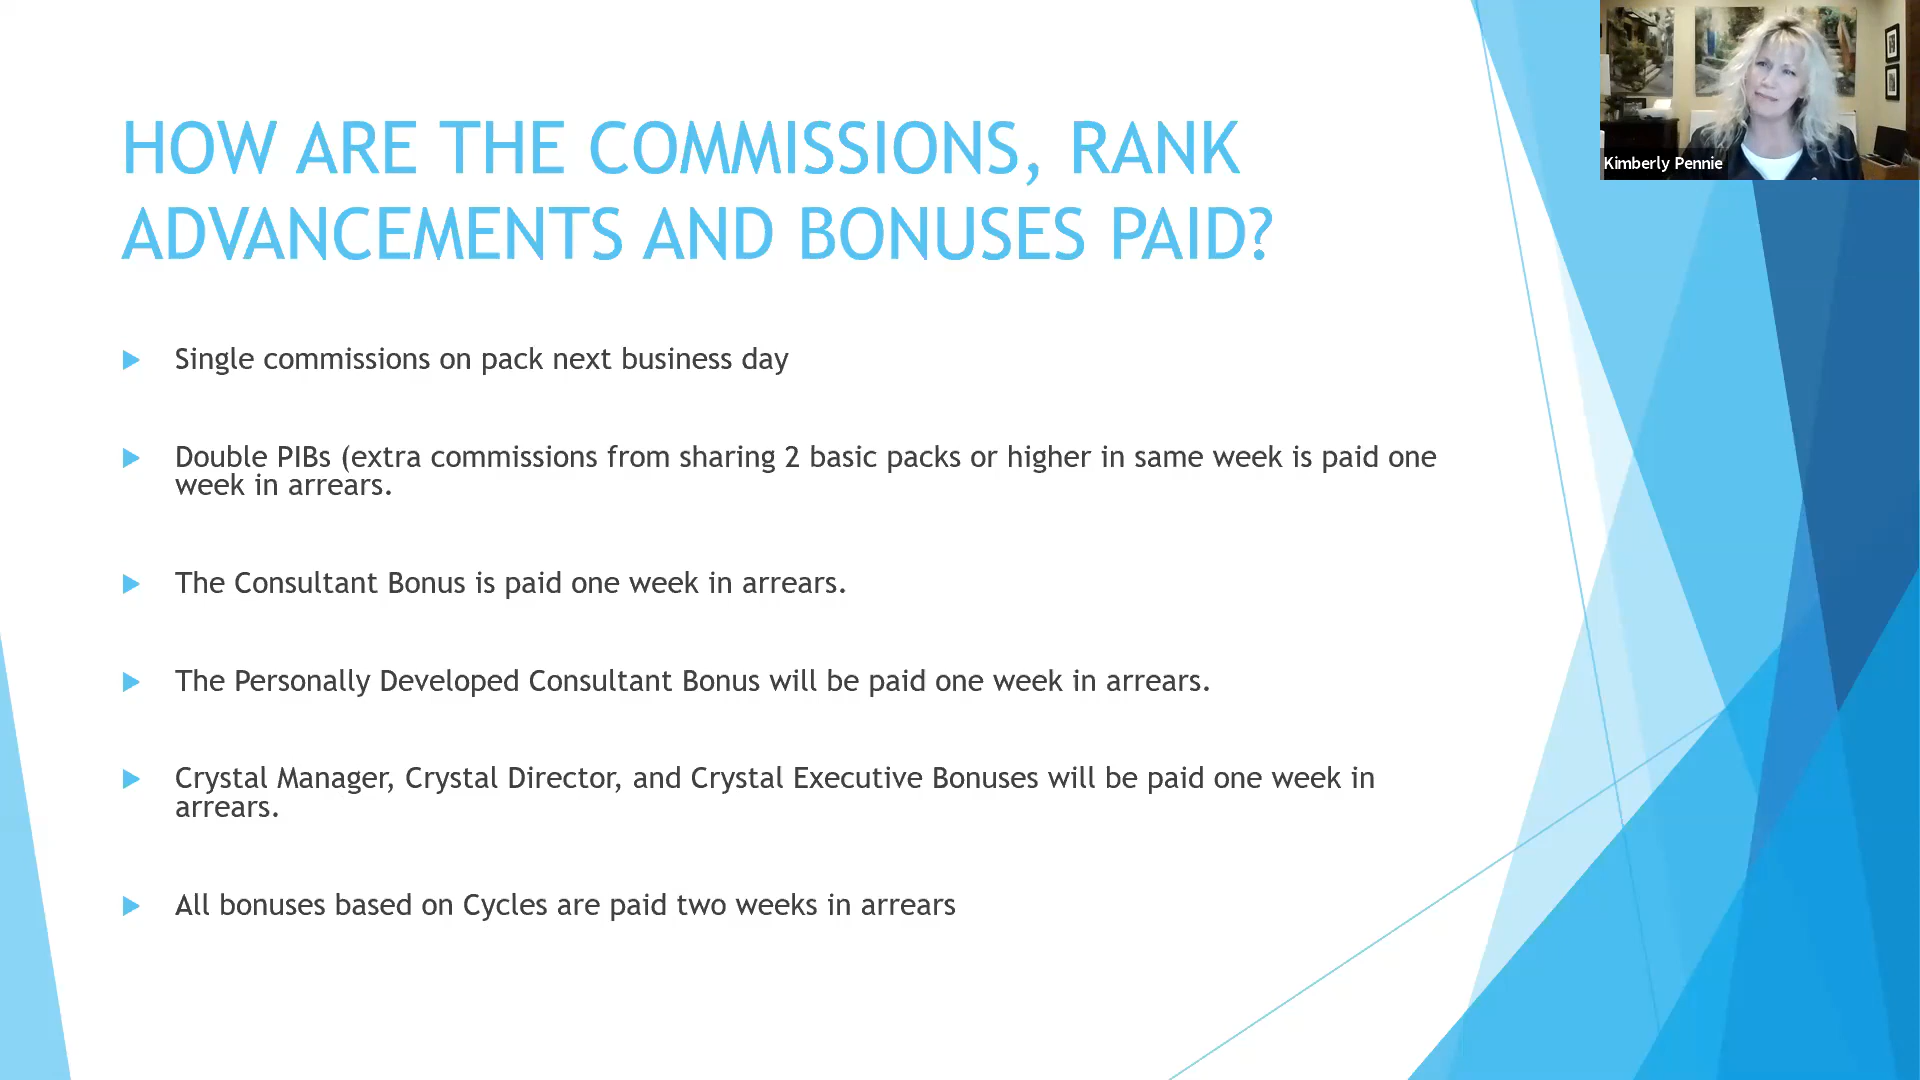 HOW ARE THE COMMISSIONS, RANK
ADVANCEMENTS AND BONUSES PAID?
Kimberly Pennie
Single commissions on pack next business day
Double PIBs (extra commissions from sharing 2 basic packs or higher in same week is paid one
week in arrears.
The Consultant Bonus is paid one week in arrears.
The Personally Developed Consultant Bonus will be paid one week in arrears.
Crystal Manager, Crystal Director, and Crystal Executive Bonuses will be paid one week in
arrears.
All bonuses based on Cycles are paid two weeks in arrears